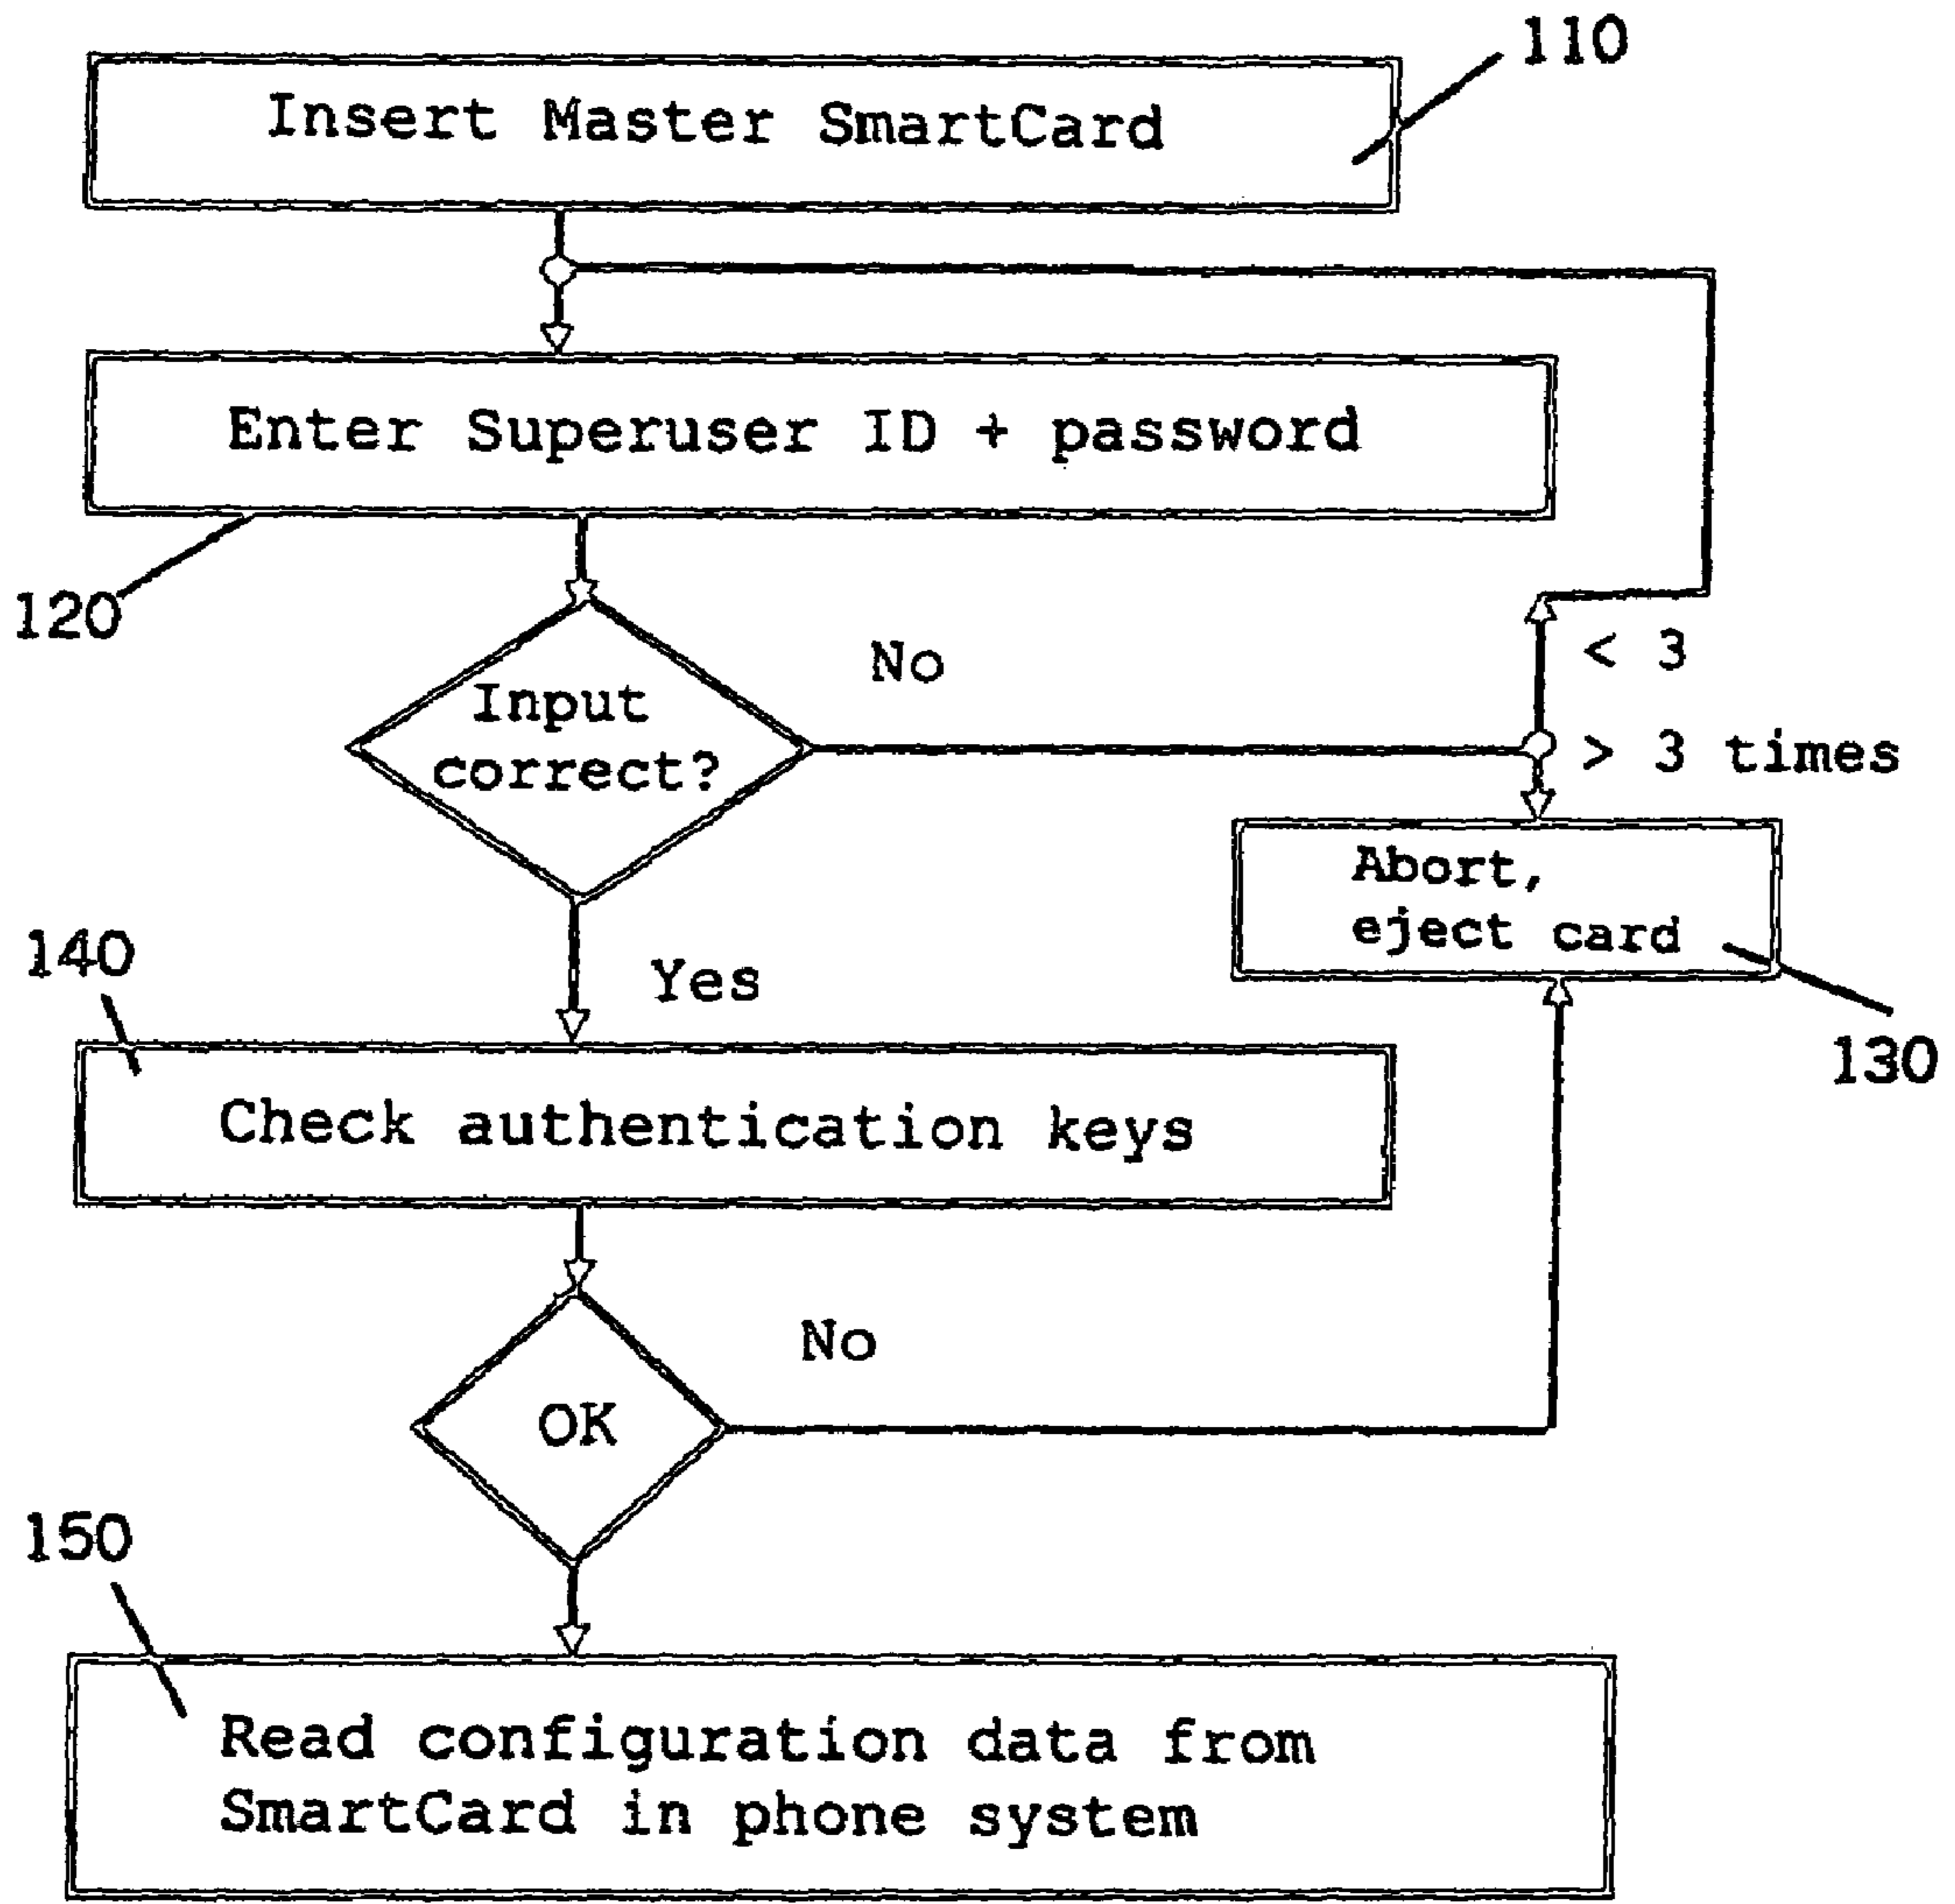 110
Insert Master SmartCard
Enter Superuser ID + password
120
No
< 3
Input
correct?
> 3 times
Abort,
eject card
130
140
Yes
Check authentication keys
No
OK
150
Read configuration data from
SmartCard in phone system